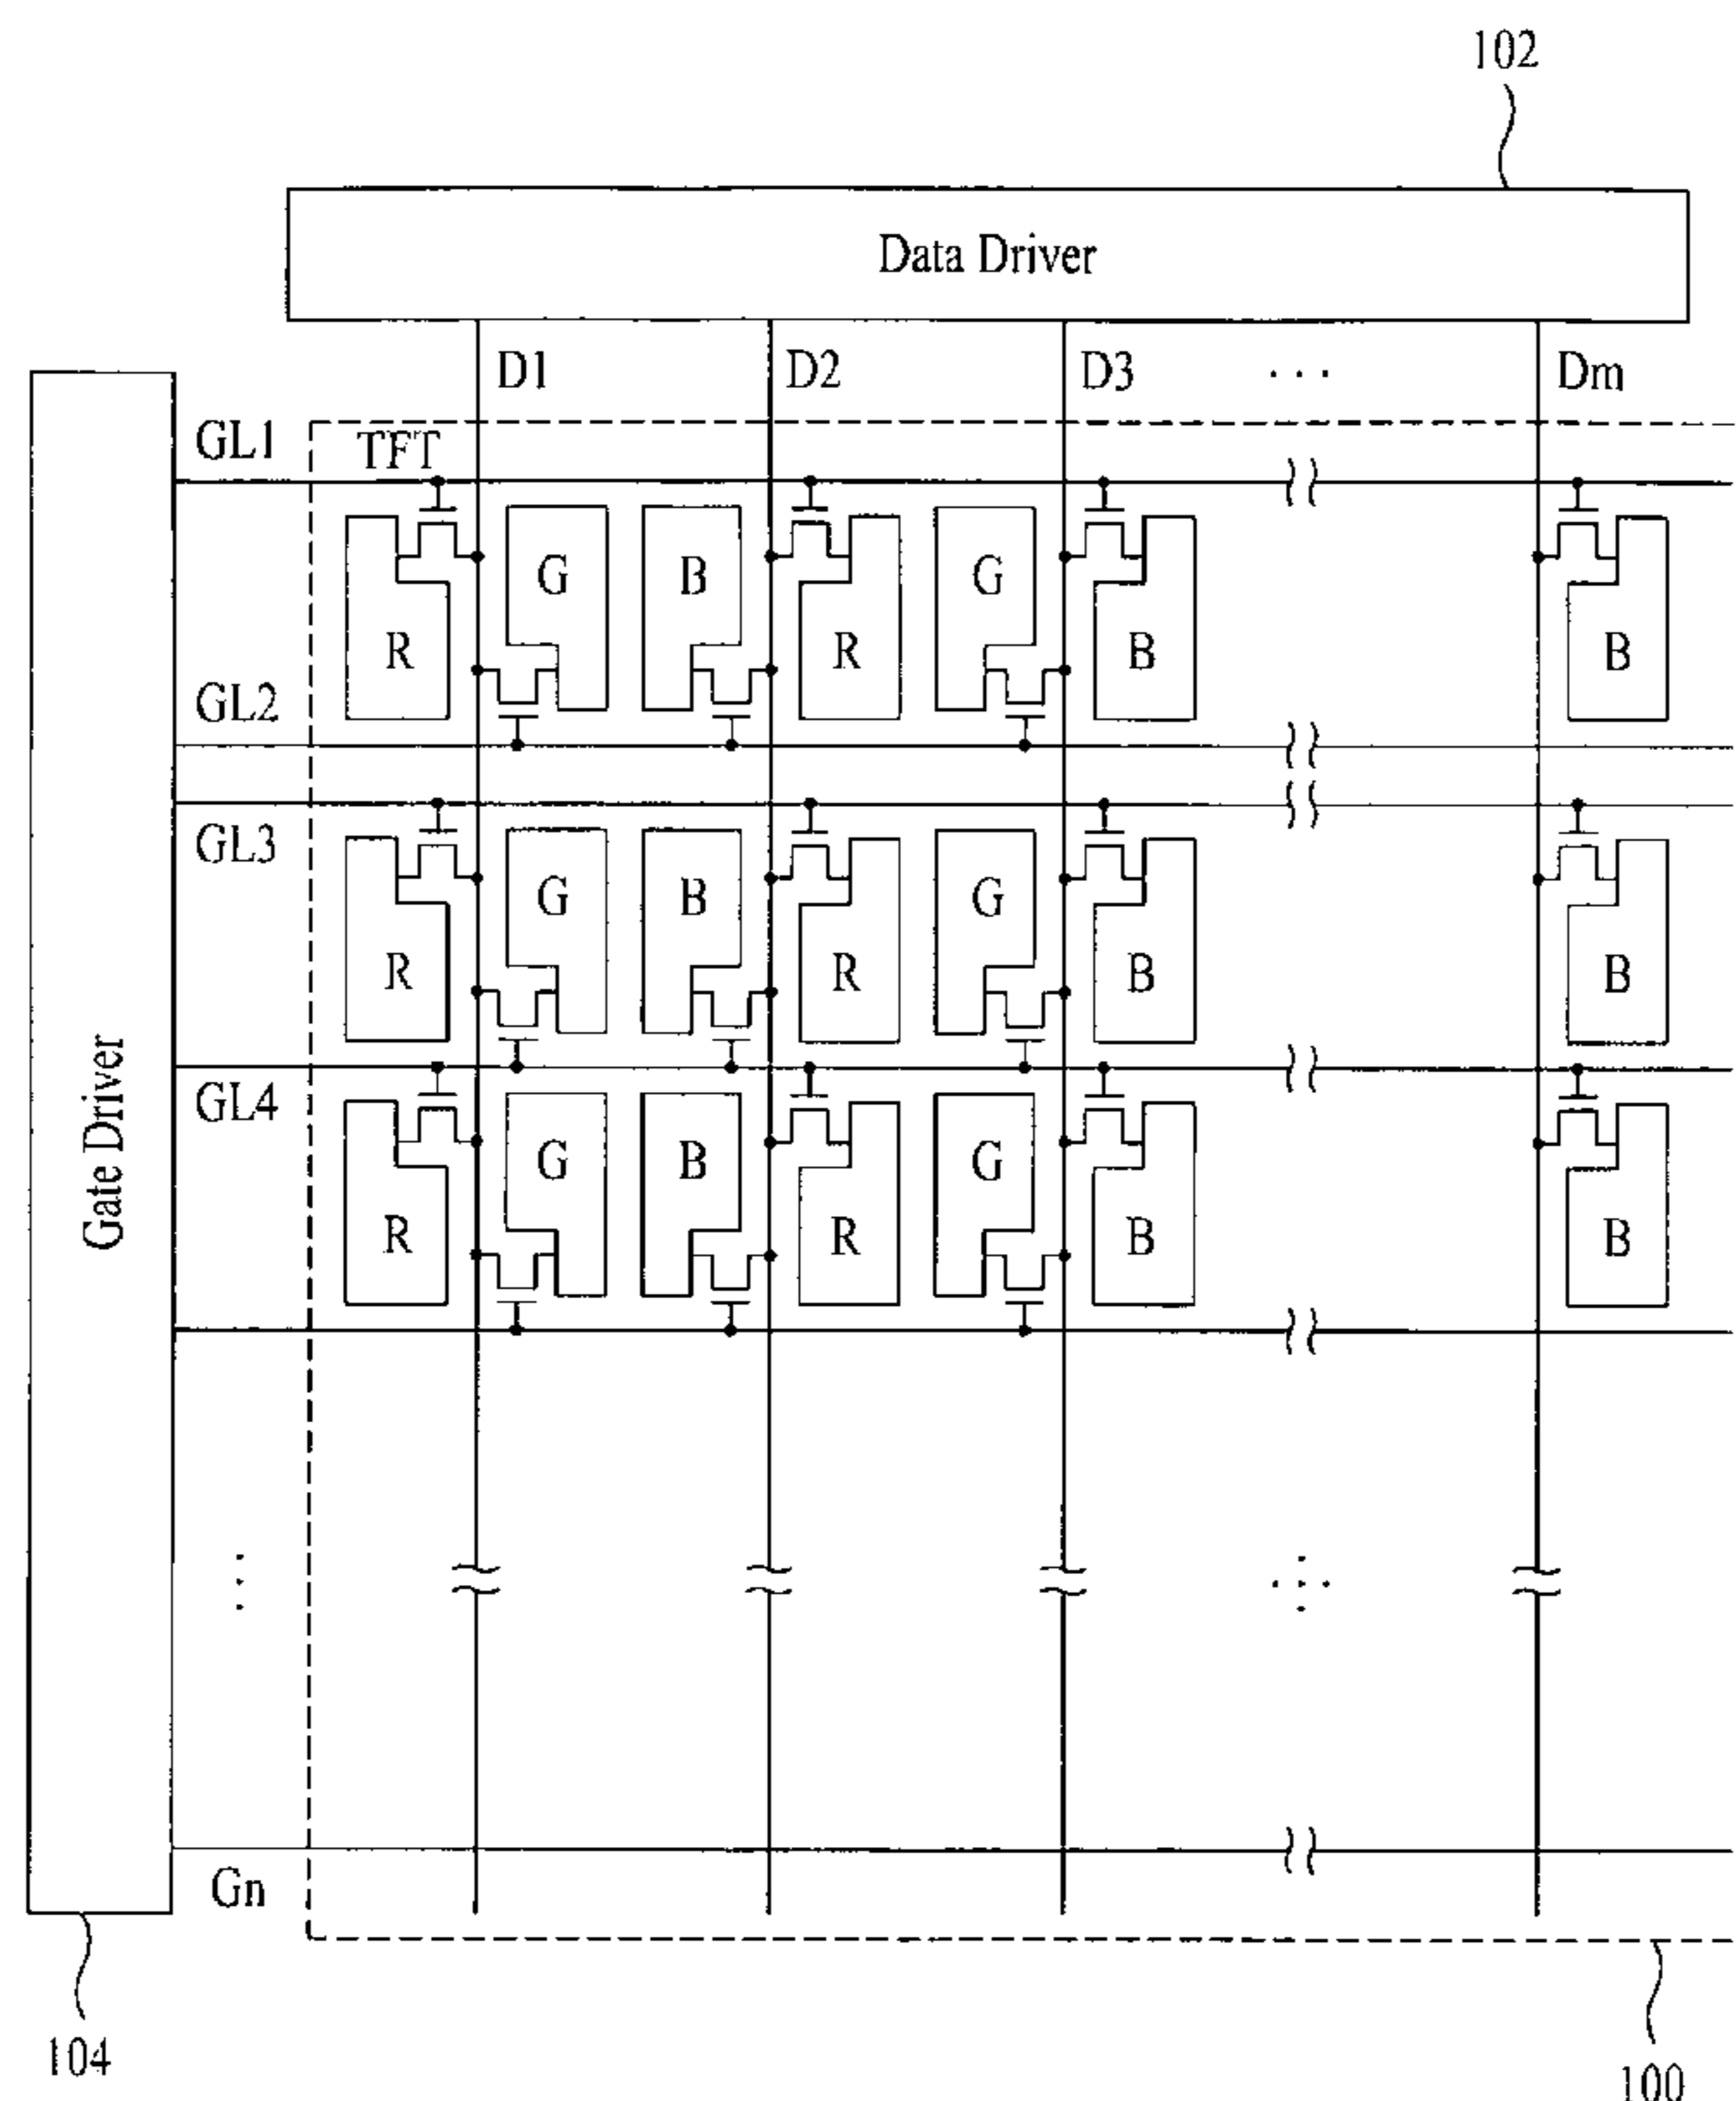 102
Data Driver
D1 D2 D3 ... Dm
GL1
TFT
G B G
R R B B
GL2
GL3
G B G
R R B B
GL4
G B G
R R B B
Gate Driver
Gn
104
100